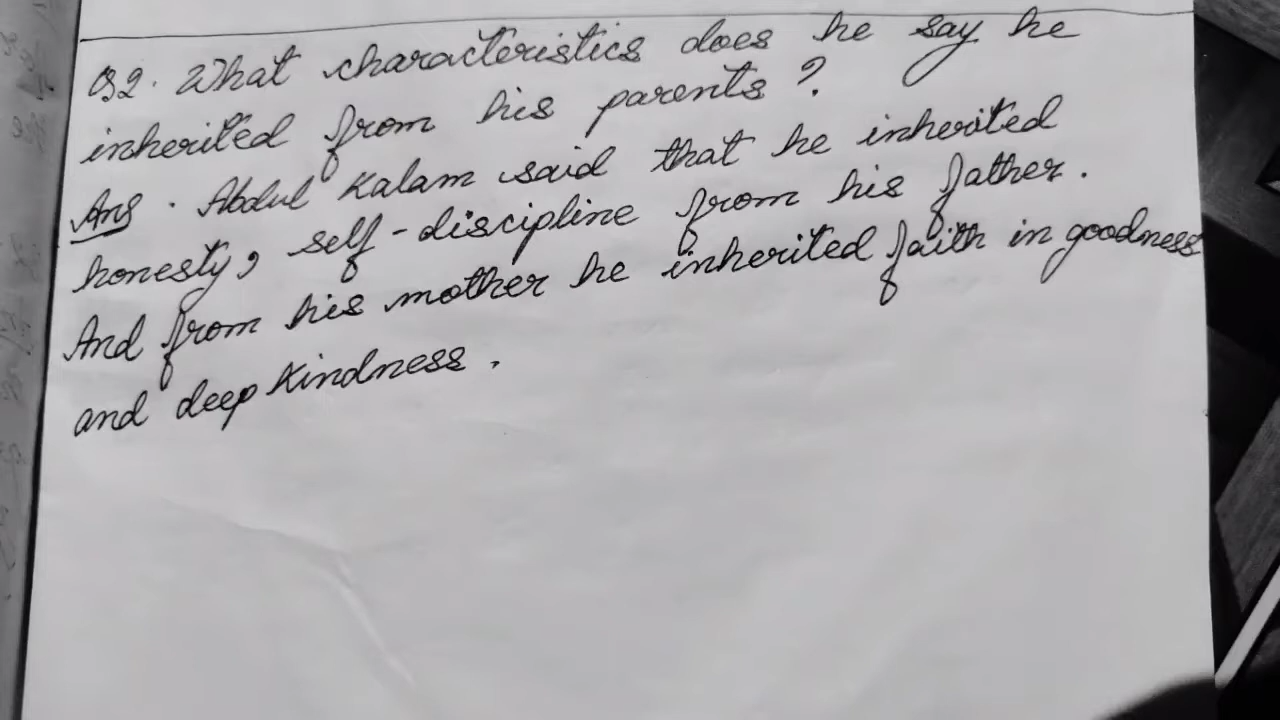 Q2. What characteristics does he say he
inherited from his parents?
Ans. Abdul Kalam said that he inherited
honesty, self-discipline from his father.
And from his mother he inherited faith in goodness
and deep kindness.